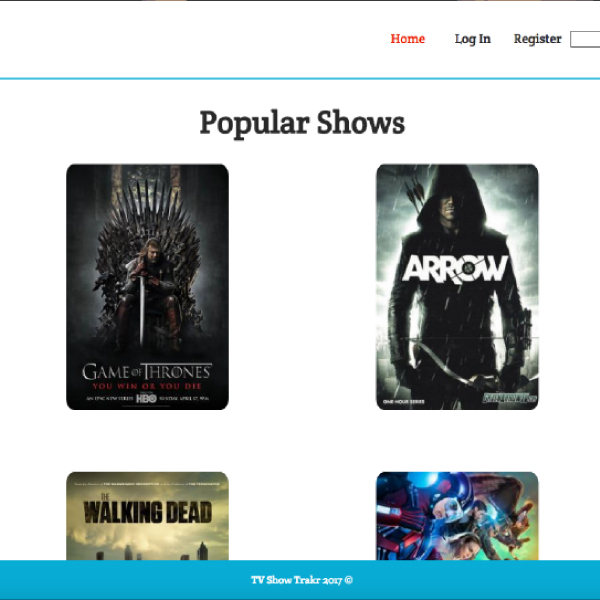 Home Log In Register
Popular Shows
GAME OF THRONES
YOU WIN OR YOU DIE
AN EPIC NEW SERIES HBO SUNDAY, APRIL 17, 9PM
ARROW
ONE-HOUR SERIES
THE
WALKING DEAD
TV Show Trakr 2017 ©